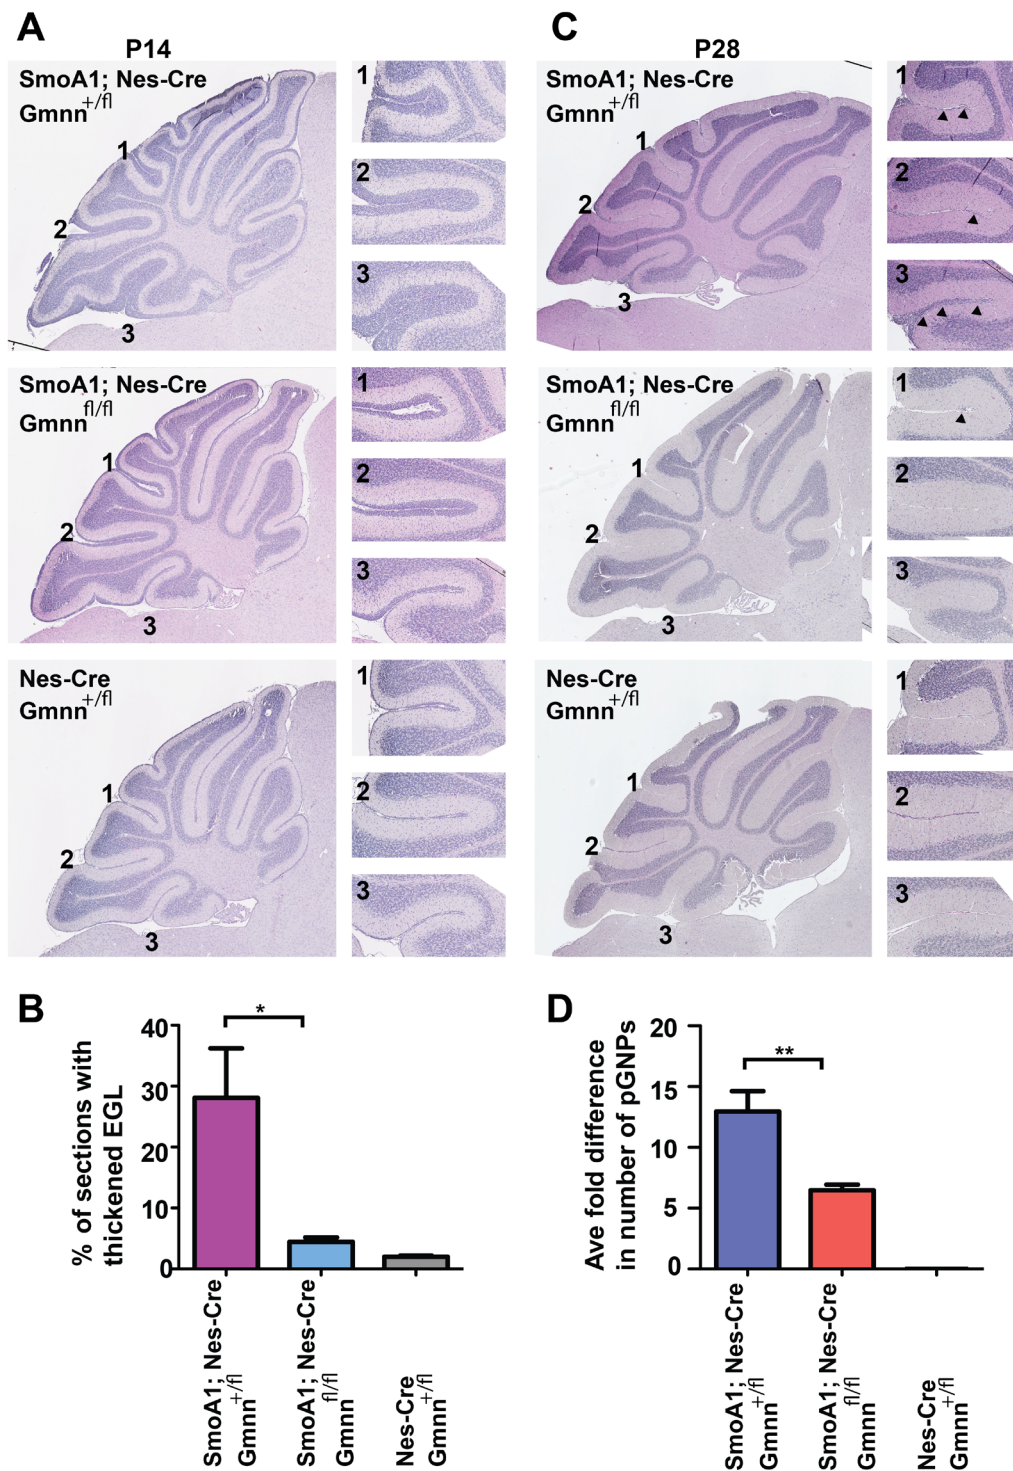 A
P14
SmoA1; Nes-Cre
Gmnn+/fl
1
2
3
1
2
3
SmoA1; Nes-Cre
Gmnnfl/fl
1
2
3
1
2
3
Nes-Cre
Gmnn+/fl
1
2
3
1
2
3
C
P28
SmoA1; Nes-Cre
Gmnn+/fl
1
2
3
1
2
3
SmoA1; Nes-Cre
Gmnnfl/fl
1
2
3
1
2
3
Nes-Cre
Gmnn+/fl
1
2
3
1
2
3
B
% of sections with
thickened EGL
40
30
20
10
0
*
SmoA1; Nes-Cre
Gmnn+/fl
SmoA1; Nes-Cre
Gmnnfl/fl
Nes-Cre
Gmnn+/fl
D
Ave fold difference
in number of pGNPs
20
15
10
5
0
**
SmoA1; Nes-Cre
Gmnn+/fl
SmoA1; Nes-Cre
Gmnnfl/fl
Nes-Cre
Gmnn+/fl